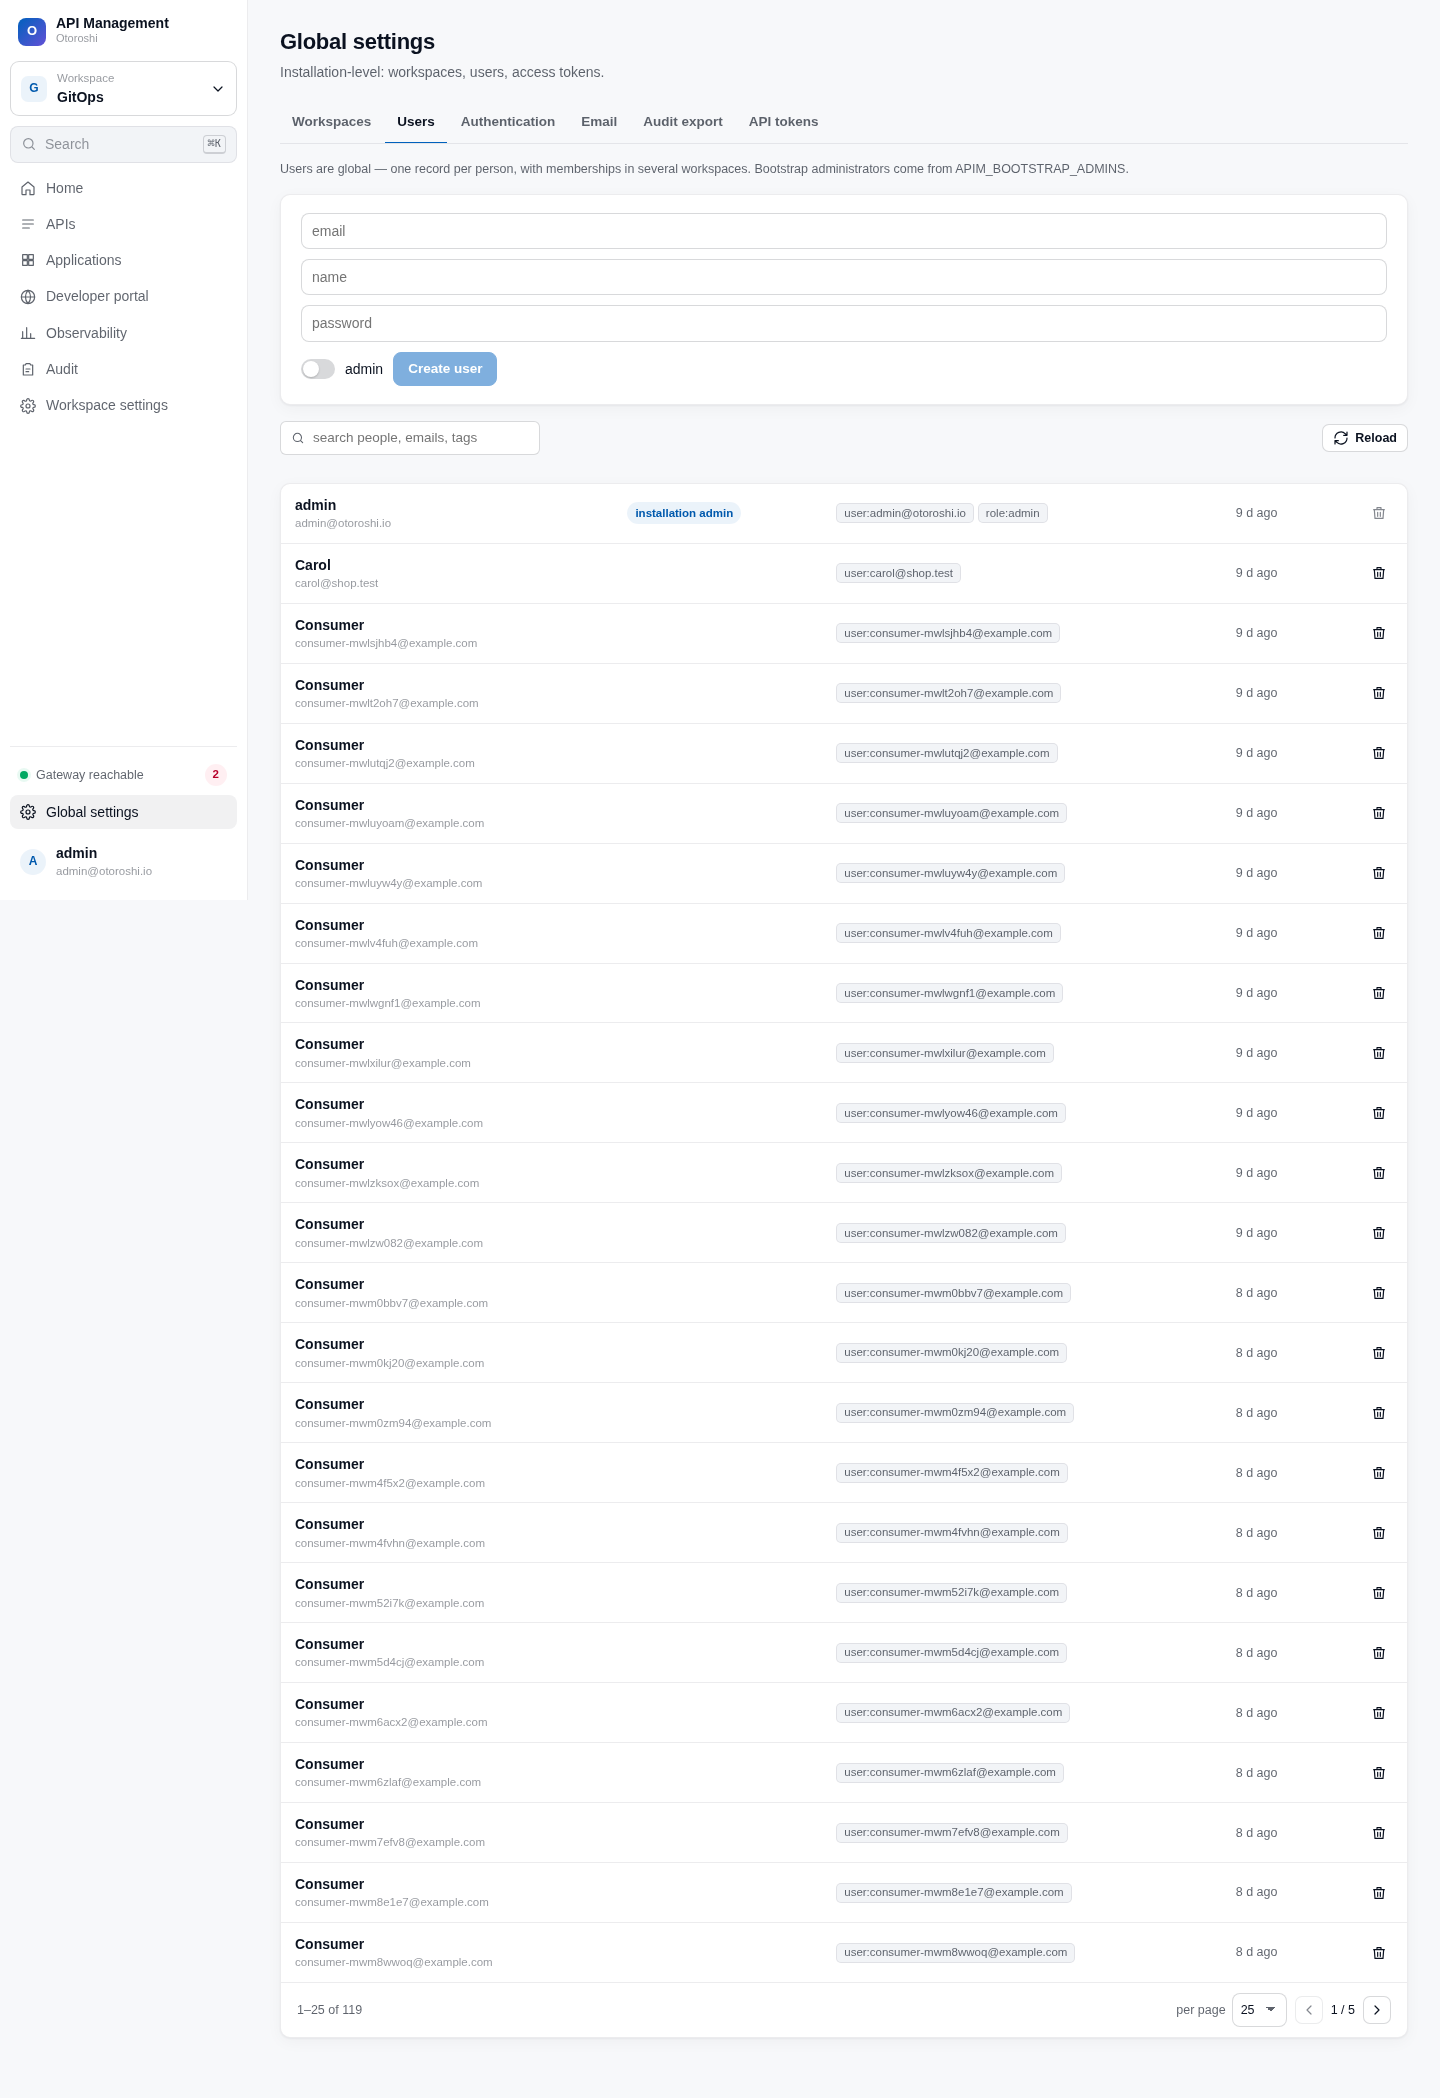 O
API Management
Otoroshi
G
Workspace
GitOps
Search
⌘K
Home
APIs
Applications
Developer portal
Observability
Audit
Workspace settings
Gateway reachable
2
Global settings
A
admin
admin@otoroshi.io
Global settings
Installation-level: workspaces, users, access tokens.
Workspaces Users Authentication Email Audit export API tokens
Users are global — one record per person, with memberships in several workspaces. Bootstrap administrators come from APIM_BOOTSTRAP_ADMINS.
email
name
password
admin Create user
search people, emails, tags
Reload
admin
admin@otoroshi.io
installation admin
user:admin@otoroshi.io role:admin
9 d ago
Carol
carol@shop.test
user:carol@shop.test
9 d ago
Consumer
consumer-mwlsjhb4@example.com
user:consumer-mwlsjhb4@example.com
9 d ago
Consumer
consumer-mwlt2oh7@example.com
user:consumer-mwlt2oh7@example.com
9 d ago
Consumer
consumer-mwlutqj2@example.com
user:consumer-mwlutqj2@example.com
9 d ago
Consumer
consumer-mwluyoam@example.com
user:consumer-mwluyoam@example.com
9 d ago
Consumer
consumer-mwluyw4y@example.com
user:consumer-mwluyw4y@example.com
9 d ago
Consumer
consumer-mwlv4fuh@example.com
user:consumer-mwlv4fuh@example.com
9 d ago
Consumer
consumer-mwlwgnf1@example.com
user:consumer-mwlwgnf1@example.com
9 d ago
Consumer
consumer-mwlxilur@example.com
user:consumer-mwlxilur@example.com
9 d ago
Consumer
consumer-mwlyow46@example.com
user:consumer-mwlyow46@example.com
9 d ago
Consumer
consumer-mwlzksox@example.com
user:consumer-mwlzksox@example.com
9 d ago
Consumer
consumer-mwlzw082@example.com
user:consumer-mwlzw082@example.com
9 d ago
Consumer
consumer-mwm0bbv7@example.com
user:consumer-mwm0bbv7@example.com
8 d ago
Consumer
consumer-mwm0kj20@example.com
user:consumer-mwm0kj20@example.com
8 d ago
Consumer
consumer-mwm0zm94@example.com
user:consumer-mwm0zm94@example.com
8 d ago
Consumer
consumer-mwm4f5x2@example.com
user:consumer-mwm4f5x2@example.com
8 d ago
Consumer
consumer-mwm4fvhn@example.com
user:consumer-mwm4fvhn@example.com
8 d ago
Consumer
consumer-mwm52i7k@example.com
user:consumer-mwm52i7k@example.com
8 d ago
Consumer
consumer-mwm5d4cj@example.com
user:consumer-mwm5d4cj@example.com
8 d ago
Consumer
consumer-mwm6acx2@example.com
user:consumer-mwm6acx2@example.com
8 d ago
Consumer
consumer-mwm6zlaf@example.com
user:consumer-mwm6zlaf@example.com
8 d ago
Consumer
consumer-mwm7efv8@example.com
user:consumer-mwm7efv8@example.com
8 d ago
Consumer
consumer-mwm8e1e7@example.com
user:consumer-mwm8e1e7@example.com
8 d ago
Consumer
consumer-mwm8wwoq@example.com
user:consumer-mwm8wwoq@example.com
8 d ago
1–25 of 119
per page 25 1 / 5